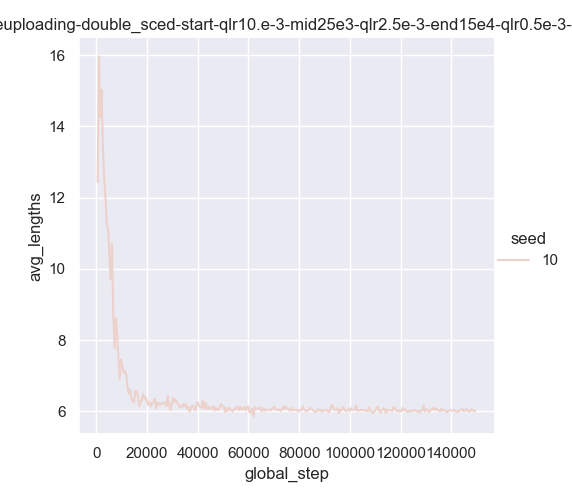 euploading-double_sced-start-qlr10.e-3-mid25e3-qlr2.5e-3-end15e4-qlr0.5e-3-
16
14
12
10
8
6
avg_lengths
0 20000 40000 60000 80000 100000 120000 140000
global_step
seed
10